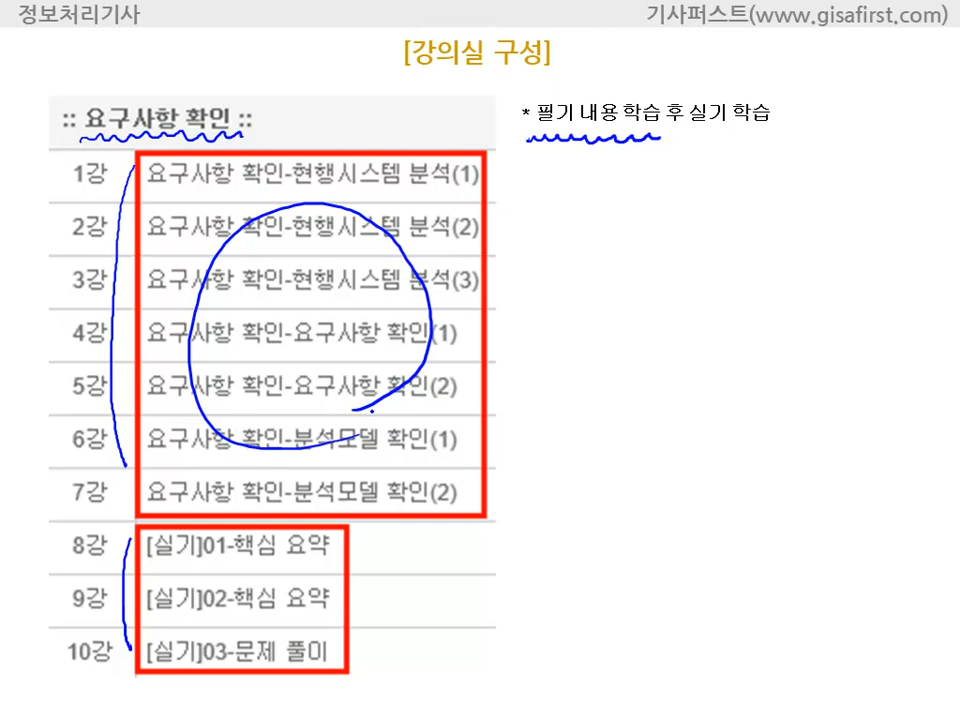 정보처리기사
기사퍼스트(www.gisafirst.com)
[강의실 구성]
:: 요구사항 확인 ::
* 필기 내용 학습 후 실기 학습
1강 요구사항 확인-현행시스템 분석(1)
2강 요구사항 확인-현행시스템 분석(2)
3강 요구사항 확인-현행시스템 분석(3)
4강 요구사항 확인-요구사항 확인(1)
5강 요구사항 확인-요구사항 확인(2)
6강 요구사항 확인-분석모델 확인(1)
7강 요구사항 확인-분석모델 확인(2)
8강 [실기]01-핵심 요약
9강 [실기]02-핵심 요약
10강 [실기]03-문제 풀이